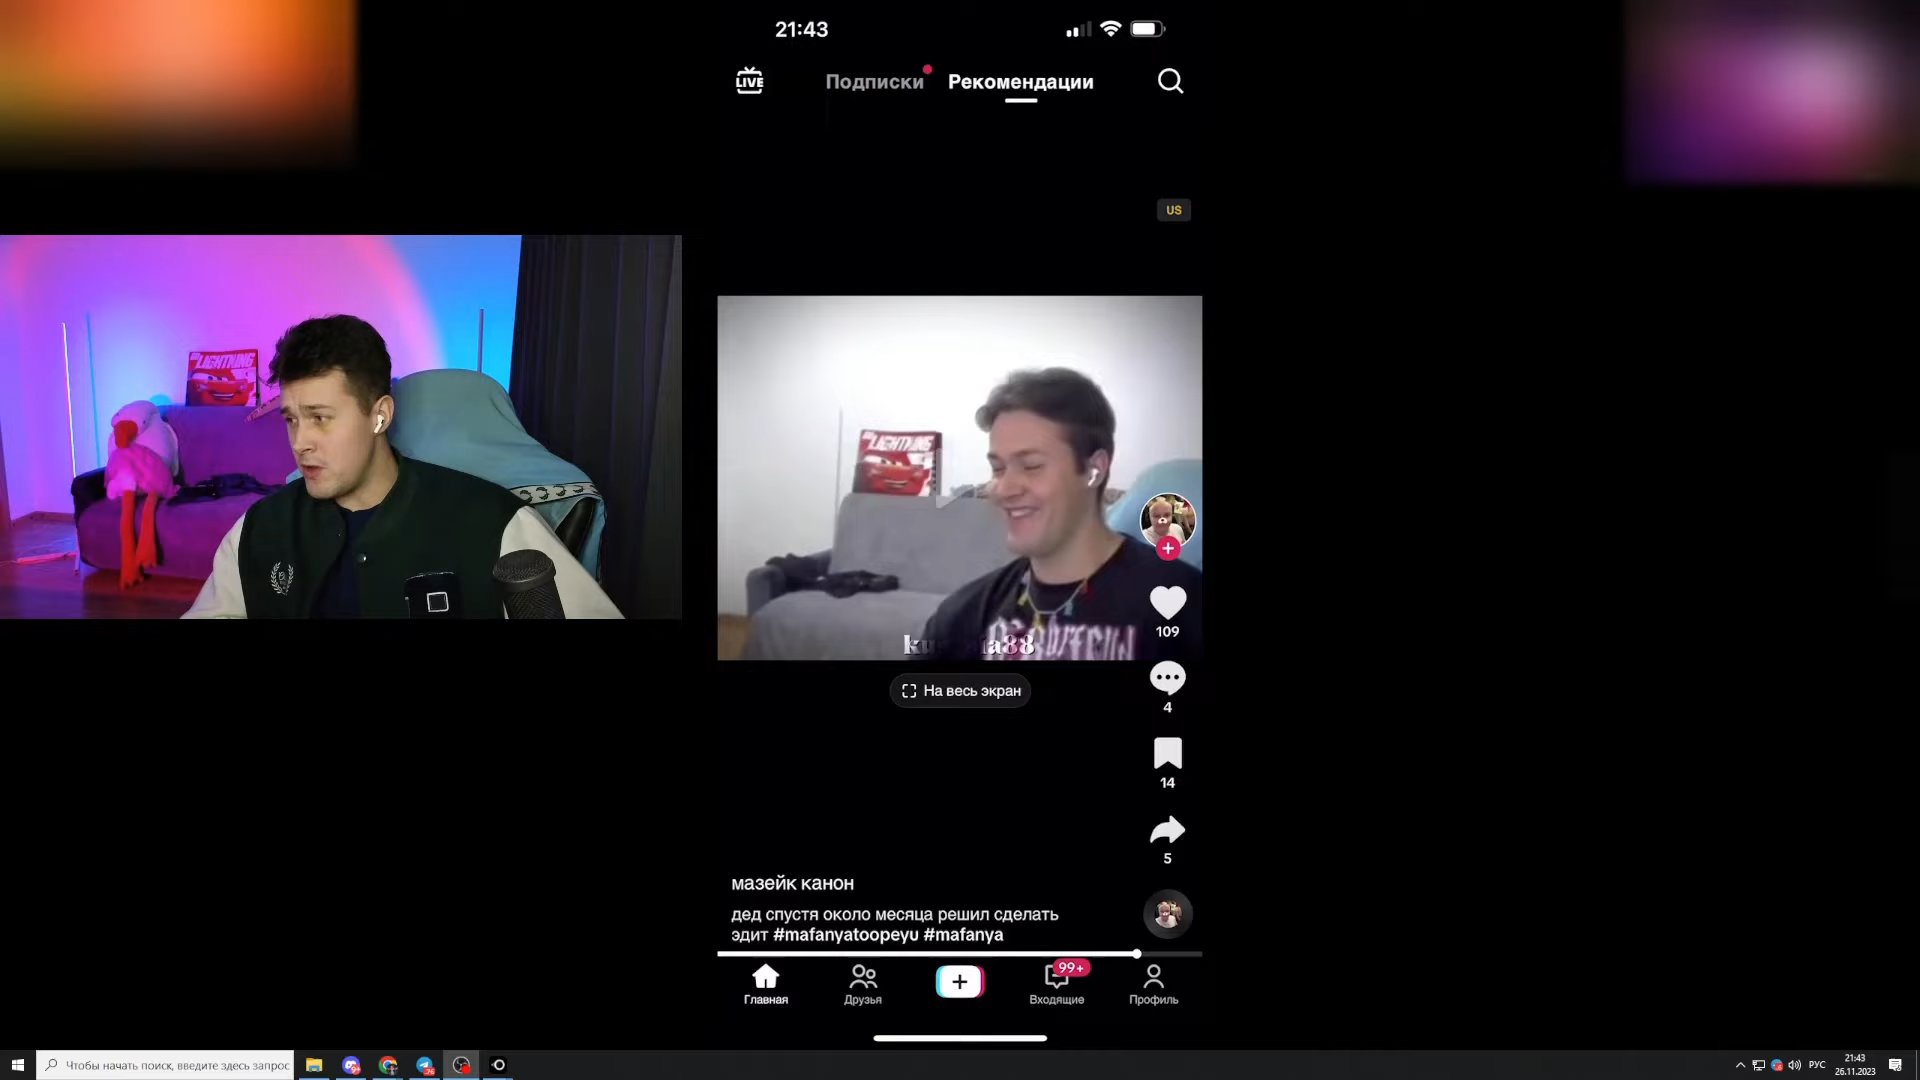 21:43
LIVE
Подписки
Рекомендации
US
LIGHTNING
LIGHTNING
109
4
На весь экран
14
5
мазейк канон
дед спустя около месяца решил сделать
эдит #mafanyatoopeyu #mafanya
99+
Главная
Друзья
Входящие
Профиль
Чтобы начать поиск, введите здесь запрос
РУС
21:43
26.11.2023